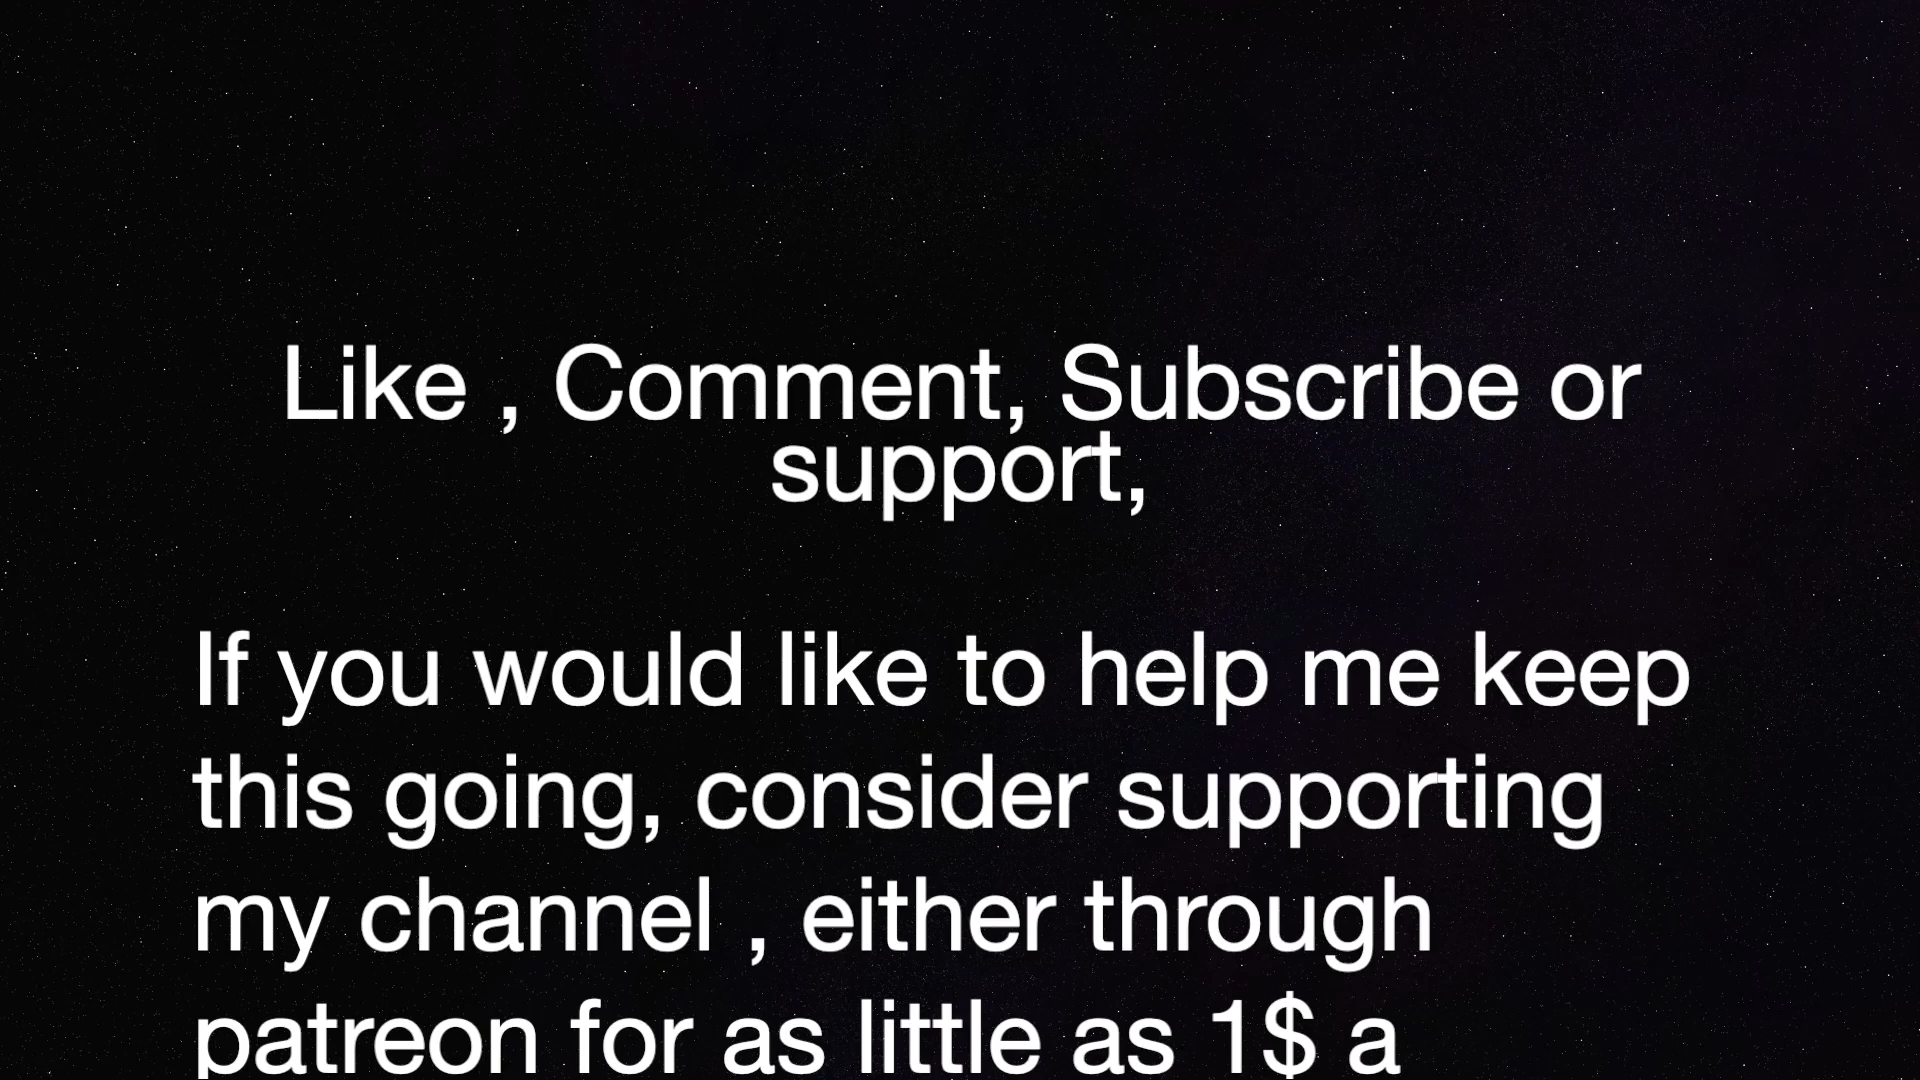 Like , Comment, Subscribe or
support,
If you would like to help me keep
this going, consider supporting
my channel , either through
patreon for as little as 1$ a